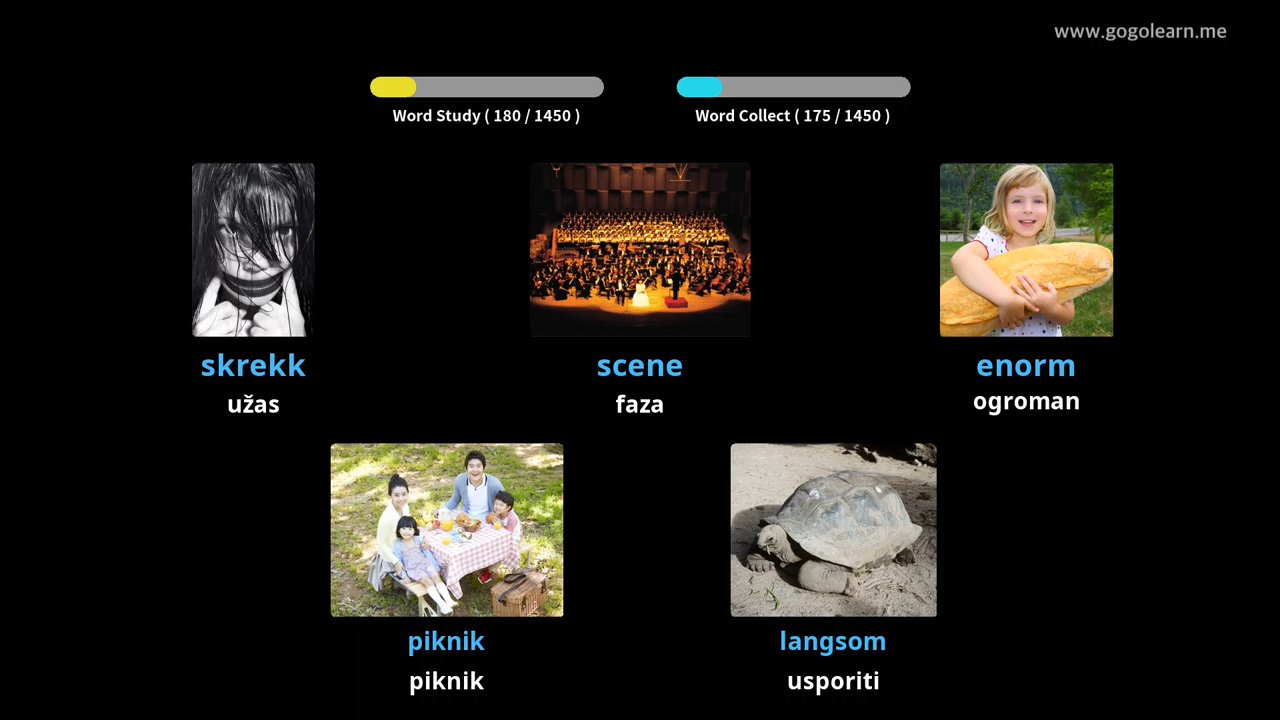 www.gogolearn.me
Word Study ( 180 / 1450 )
Word Collect ( 175 / 1450 )
skrekk
užas
scene
faza
enorm
ogroman
piknik
piknik
langsom
usporiti